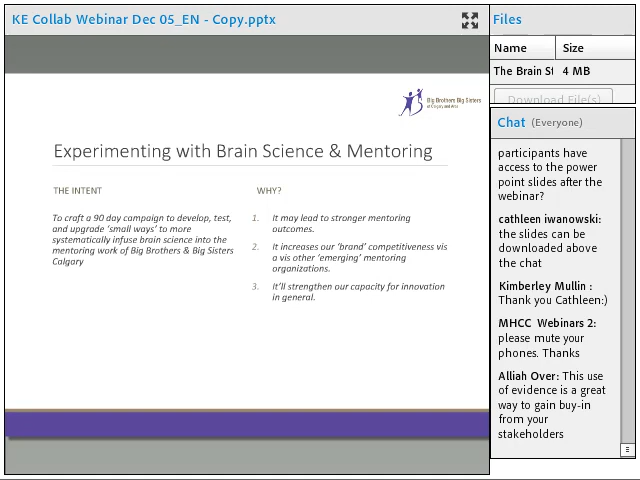 KE Collab Webinar Dec 05_EN - Copy.pptx
Big Brothers Big Sisters
of Calgary and Area
Experimenting with Brain Science & Mentoring
THE INTENT
To craft a 90 day campaign to develop, test,
and upgrade 'small ways' to more
systematically infuse brain science into the
mentoring work of Big Brothers & Big Sisters
Calgary
WHY?
1. It may lead to stronger mentoring
outcomes.
2. It increases our 'brand' competitiveness vis
a vis other 'emerging' mentoring
organizations.
3. It'll strengthen our capacity for innovation
in general.
Files
Name Size
The Brain St 4 MB
Download File(s)
Chat (Everyone)
participants have
access to the power
point slides after the
webinar?
cathleen iwanowski:
the slides can be
downloaded above
the chat
Kimberley Mullin :
Thank you Cathleen:)
MHCC Webinars 2:
please mute your
phones. Thanks
Alliah Over: This use
of evidence is a great
way to gain buy-in
from your
stakeholders